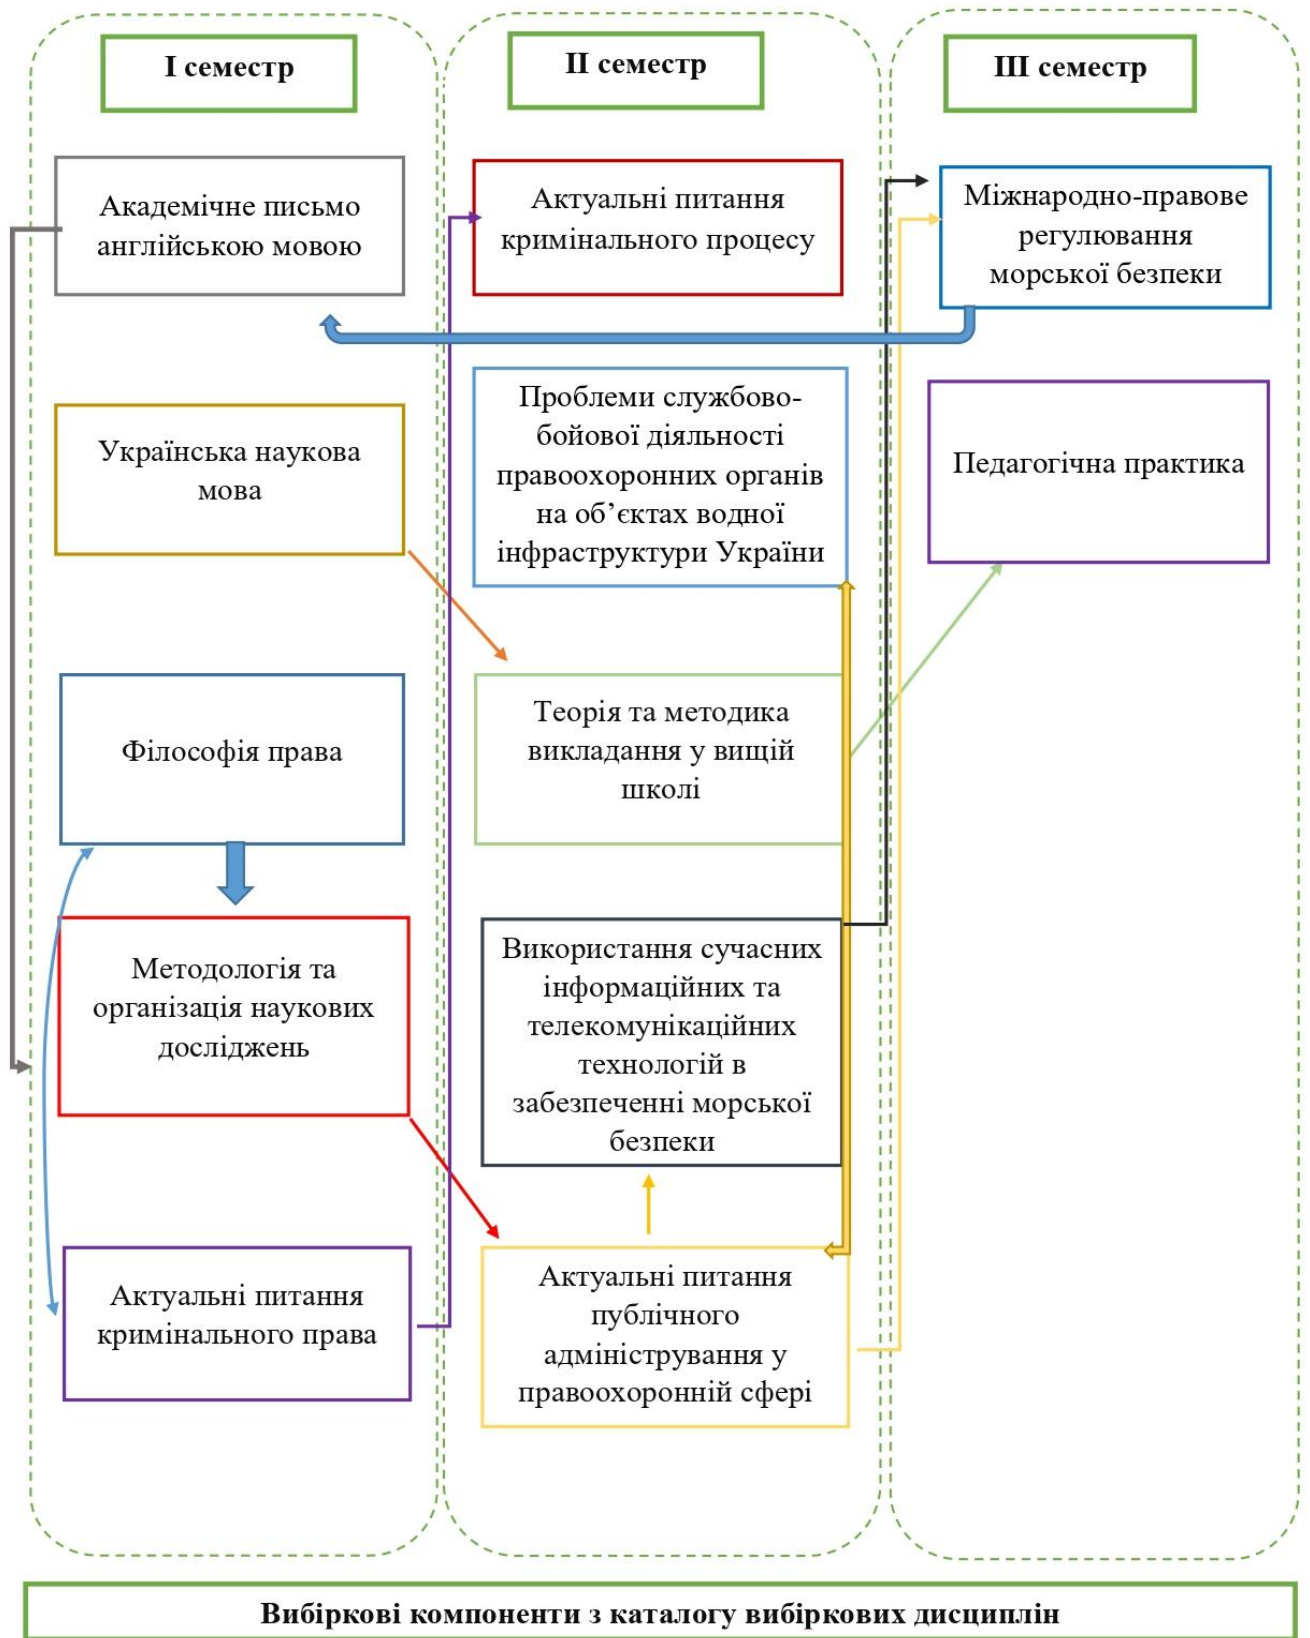 І семестр
Академічне письмо
англійською мовою
Українська наукова
мова
Філософія права
Методологія та
організація наукових
досліджень
Актуальні питання
кримінального права
ІІ семестр
Актуальні питання
кримінального процесу
Проблеми службово-
бойової діяльності
правоохоронних органів
на об’єктах водної
інфраструктури України
Теорія та методика
викладання у вищій
школі
Використання сучасних
інформаційних та
телекомунікаційних
технологій в
забезпеченні морської
безпеки
Актуальні питання
публічного
адміністрування у
правоохоронній сфері
ІІІ семестр
Міжнародно-правове
регулювання
морської безпеки
Педагогічна практика
Вибіркові компоненти з каталогу вибіркових дисциплін